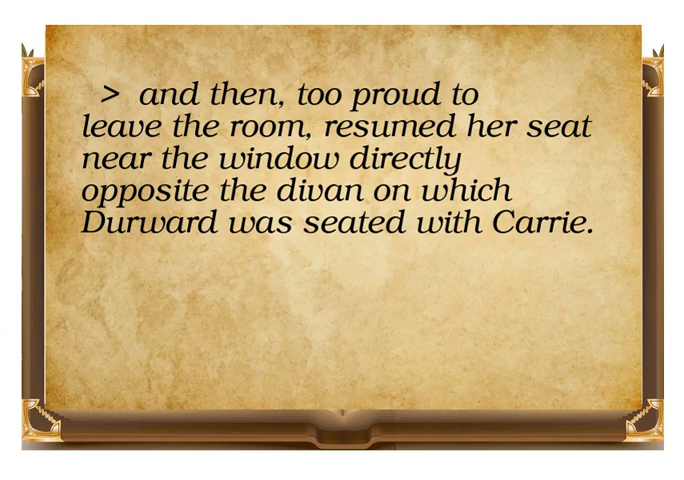 > and then, too proud to
leave the room, resumed her seat
near the window directly
opposite the divan on which
Durward was seated with Carrie.